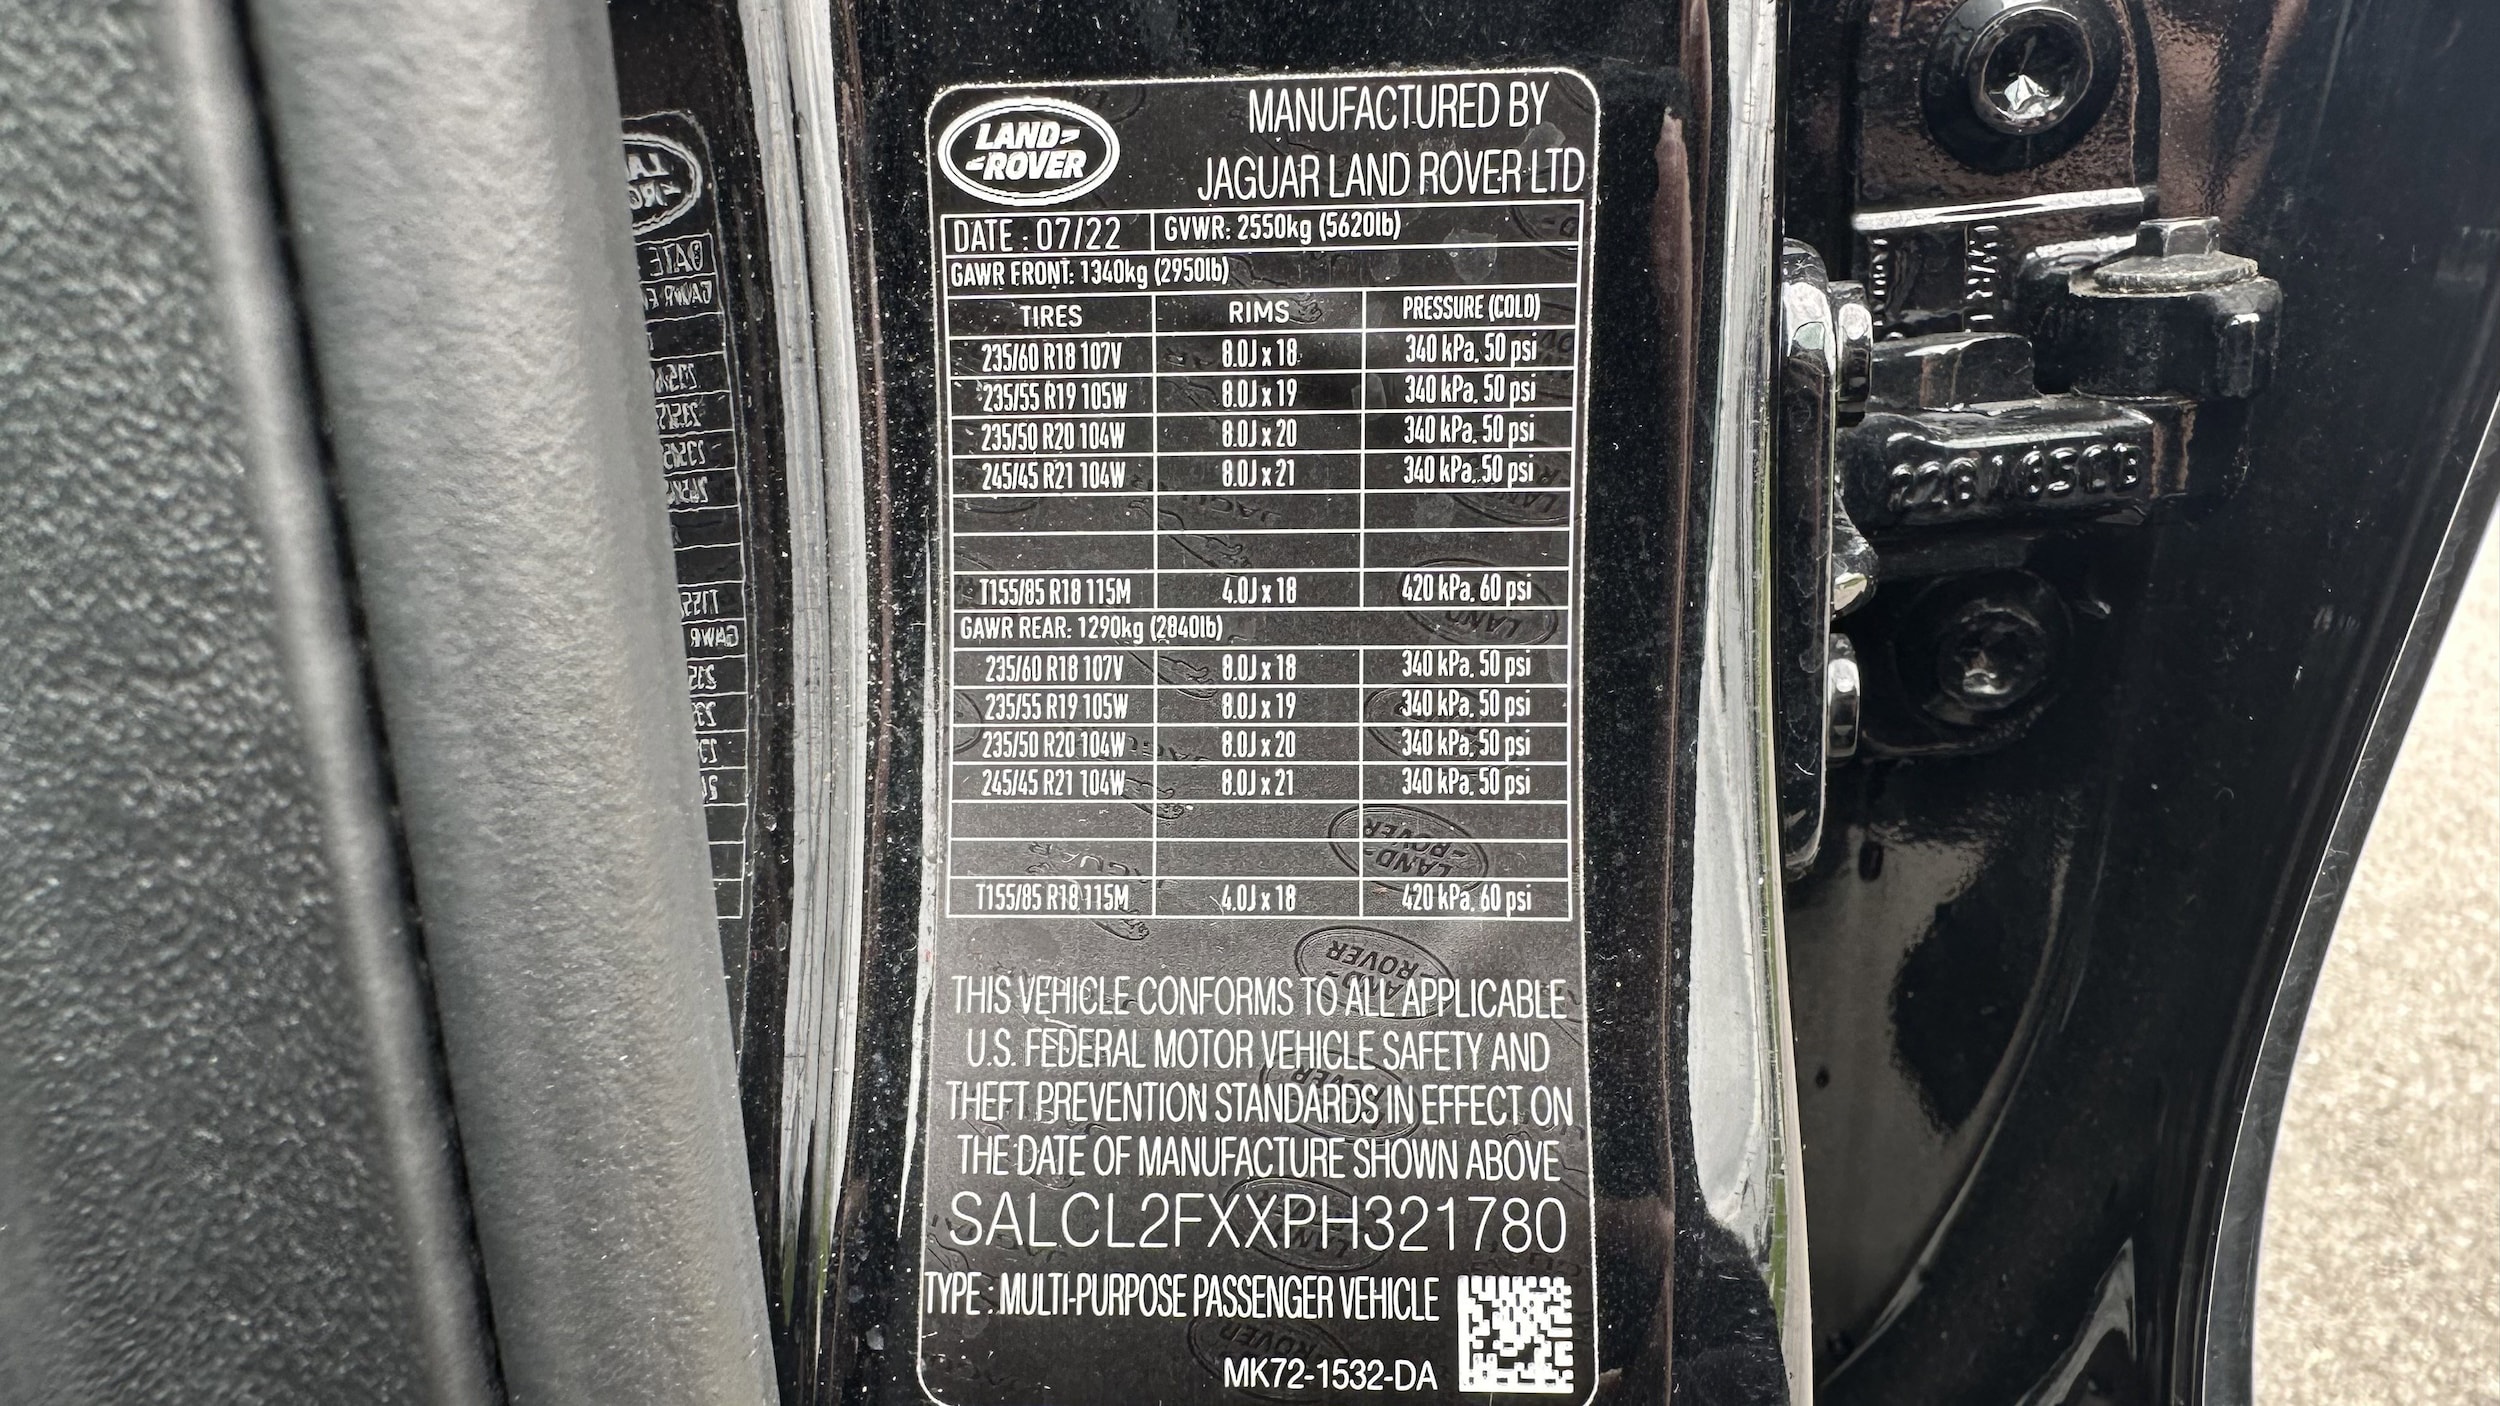 LAND-
-ROVER
MANUFACTURED BY
JAGUAR LAND ROVER LTD
DATE : 07/22 GVWR: 2550kg (5620lb)
GAWR FRONT: 1340kg (2950lb)
TIRES RIMS PRESSURE (COLD)
235/60 R18 107V 8.0J x 18 340 kPa, 50 psi
235/55 R19 105W 8.0J x 19 340 kPa, 50 psi
235/50 R20 104W 8.0J x 20 340 kPa, 50 psi
245/45 R21 104W 8.0J x 21 340 kPa, 50 psi
T155/85 R18 115M 4.0J x 18 420 kPa, 60 psi
GAWR REAR: 1290kg (2840lb)
235/60 R18 107V 8.0J x 18 340 kPa, 50 psi
235/55 R19 105W 8.0J x 19 340 kPa, 50 psi
235/50 R20 104W 8.0J x 20 340 kPa, 50 psi
245/45 R21 104W 8.0J x 21 340 kPa, 50 psi
T155/85 R18 115M 4.0J x 18 420 kPa, 60 psi
THIS VEHICLE CONFORMS TO ALL APPLICABLE
U.S. FEDERAL MOTOR VEHICLE SAFETY AND
THEFT PREVENTION STANDARDS IN EFFECT ON
THE DATE OF MANUFACTURE SHOWN ABOVE
SALCL2FXXPH321780
TYPE : MULTI-PURPOSE PASSENGER VEHICLE
MK72-1532-DA